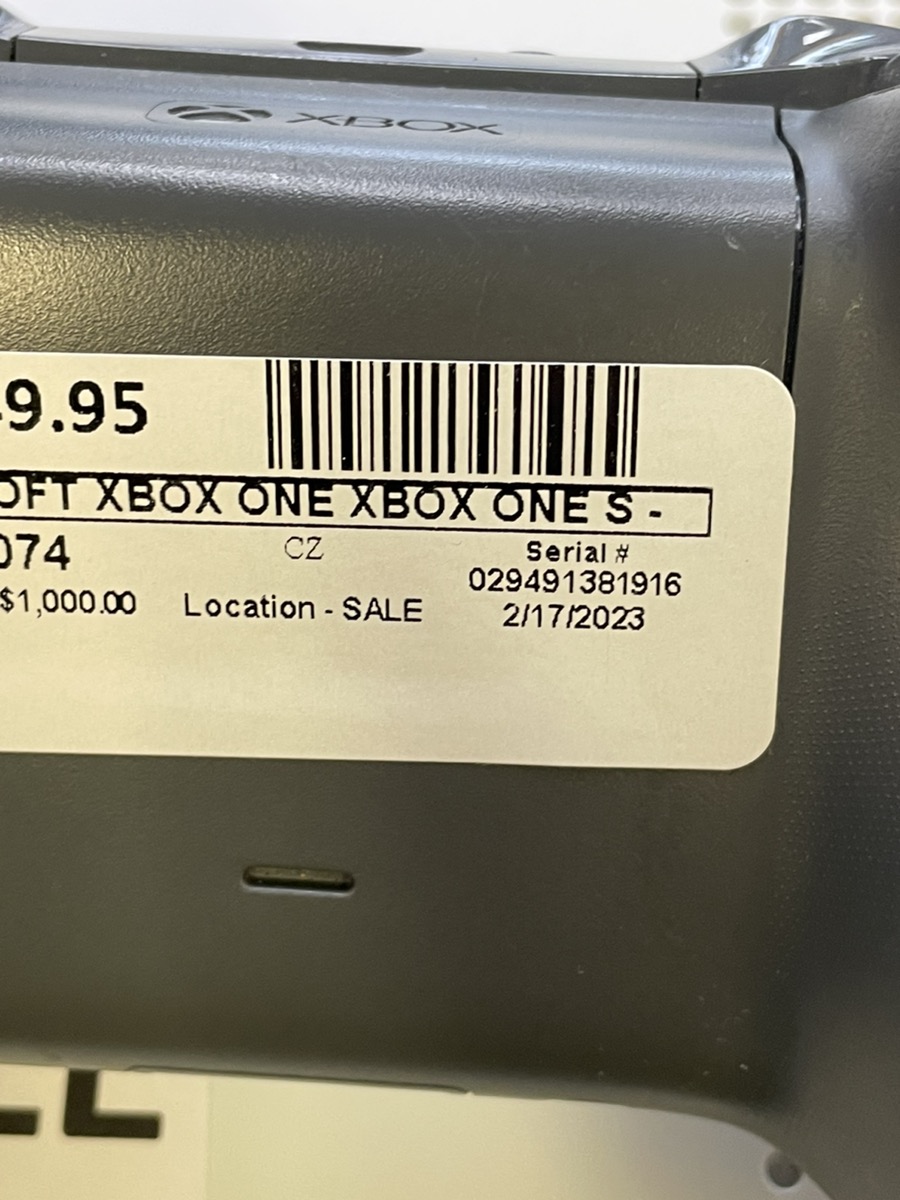 XBOX
9.95
OFT XBOX ONE XBOX ONE S -
074
CZ
Serial #
029491381916
$1,000.00
Location - SALE
2/17/2023